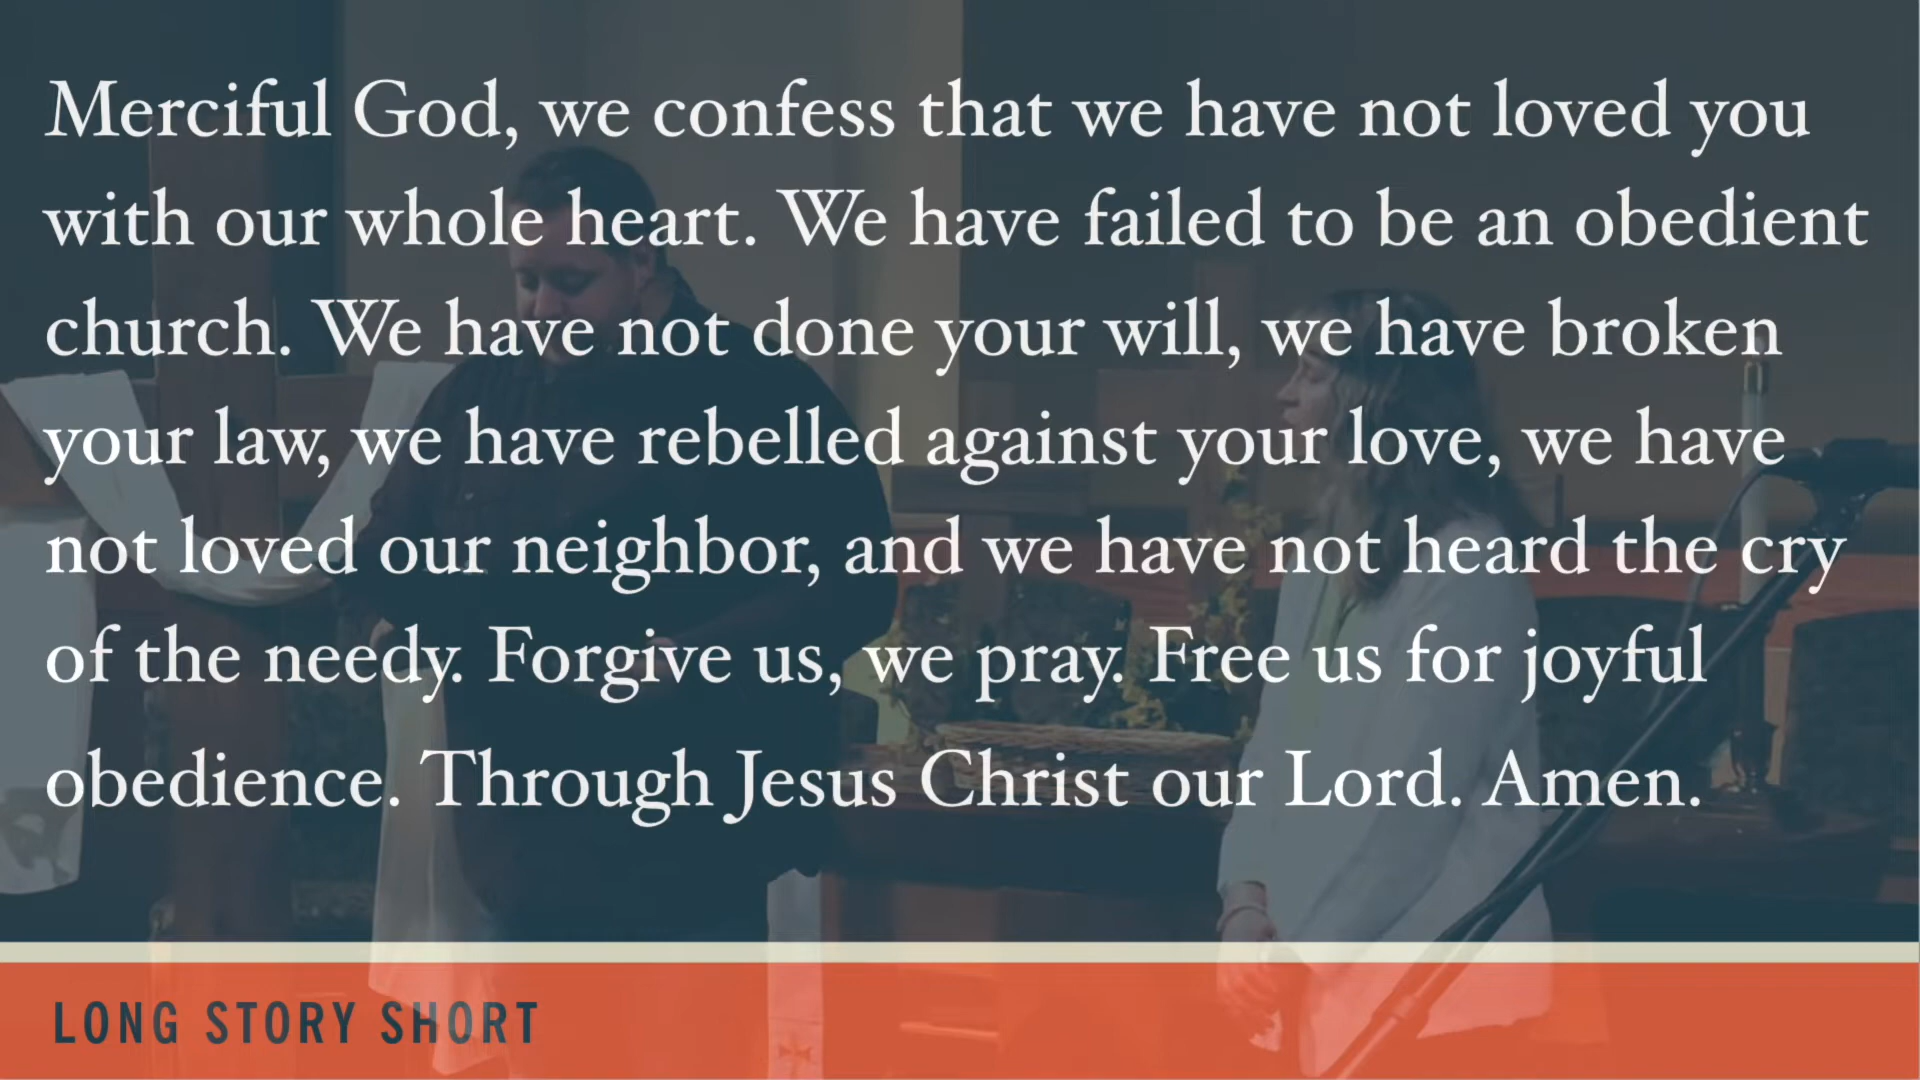 Merciful God, we confess that we have not loved you
with our whole heart. We have failed to be an obedient
church. We have not done your will, we have broken
your law, we have rebelled against your love, we have
not loved our neighbor, and we have not heard the cry
of the needy. Forgive us, we pray. Free us for joyful
obedience. Through Jesus Christ our Lord. Amen.
LONG STORY SHORT